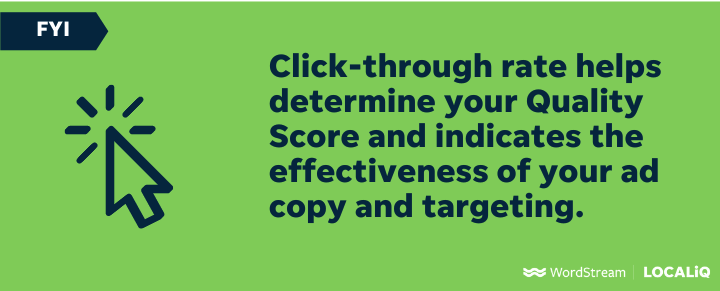 FYI
Click-through rate helps
determine your Quality
Score and indicates the
effectiveness of your ad
copy and targeting.
WordStream | LOCALiQ